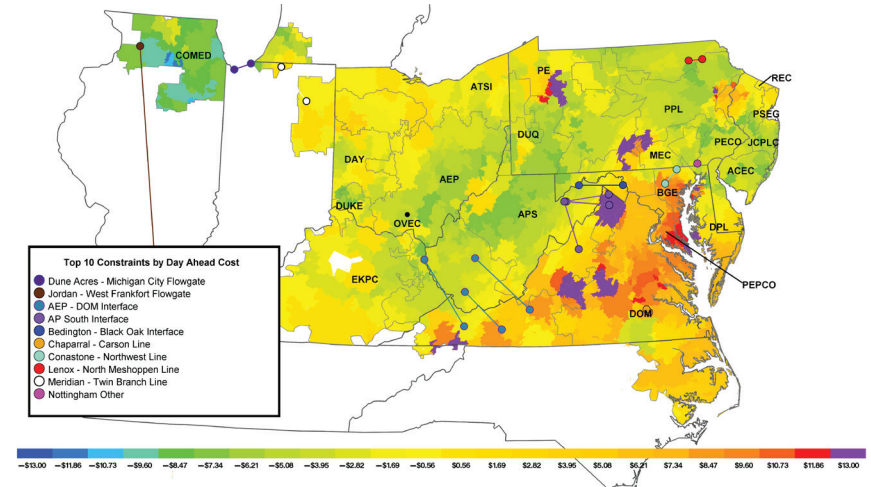 COMED
ATSI
PE
REC
PPL
PSEG
DUQ
PECO
JCPLC
MEC
DAY
ACEC
AEP
BGE
DUKE
APS
DPL
OVEC
EKPC
PEPCO
DOM
Top 10 Constraints by Day Ahead Cost
Dune Acres - Michigan City Flowgate
Jordan - West Frankfort Flowgate
AEP - DOM Interface
AP South Interface
Bedington - Black Oak Interface
Chaparral - Carson Line
Conastone - Northwest Line
Lenox - North Meshoppen Line
Meridian - Twin Branch Line
Nottingham Other
–$13.00 –$11.86 –$10.73 –$9.60 –$8.47 –$7.34 –$6.21 –$5.08 –$3.95 –$2.82 –$1.69 –$0.56 $0.56 $1.69 $2.82 $3.95 $5.08 $6.21 $7.34 $8.47 $9.60 $10.73 $11.86 $13.00